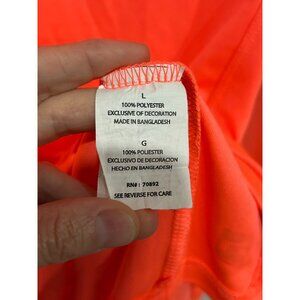 L
100% POLYESTER
EXCLUSIVE OF DECORATION
MADE IN BANGLADESH
G
100% POLIÉSTER
EXCLUSIVO DE DECORACION
HECHO EN BANGLADESH
RN# : 70892
SEE REVERSE FOR CARE